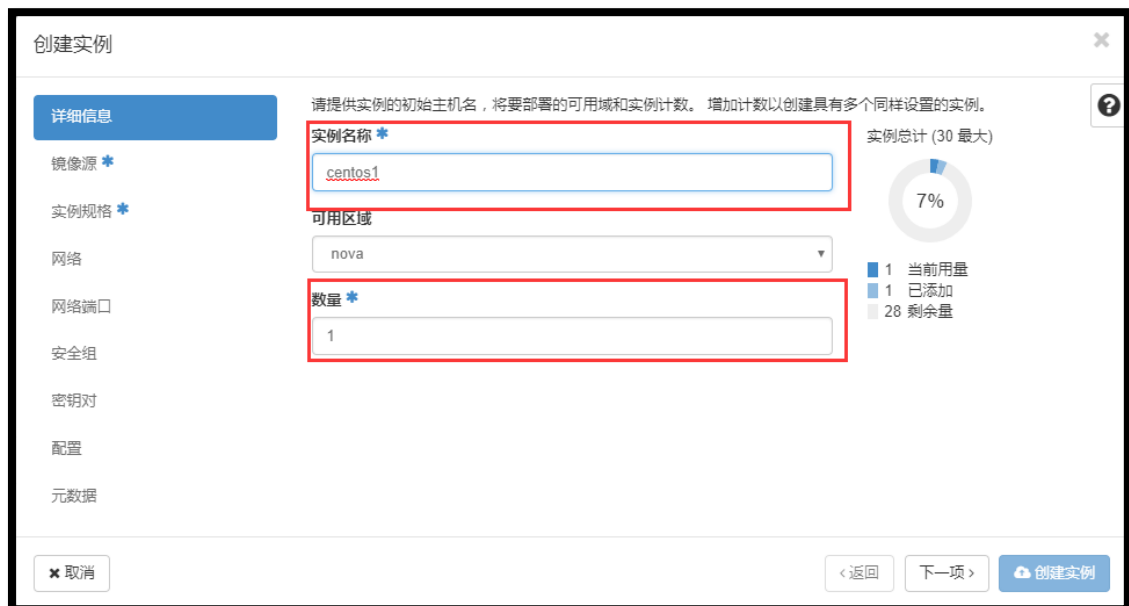 创建实例
×
详细信息
镜像源 *
实例规格 *
网络
网络端口
安全组
密钥对
配置
元数据
请提供实例的初始主机名，将要部署的可用域和实例计数。 增加计数以创建具有多个同样设置的实例。
实例名称 *
centos1
可用区域
nova
数量 *
1
实例总计 (30 最大)
7%
1 当前用量
1 已添加
28 剩余量
?
× 取消
‹返回
下一项›
创建实例